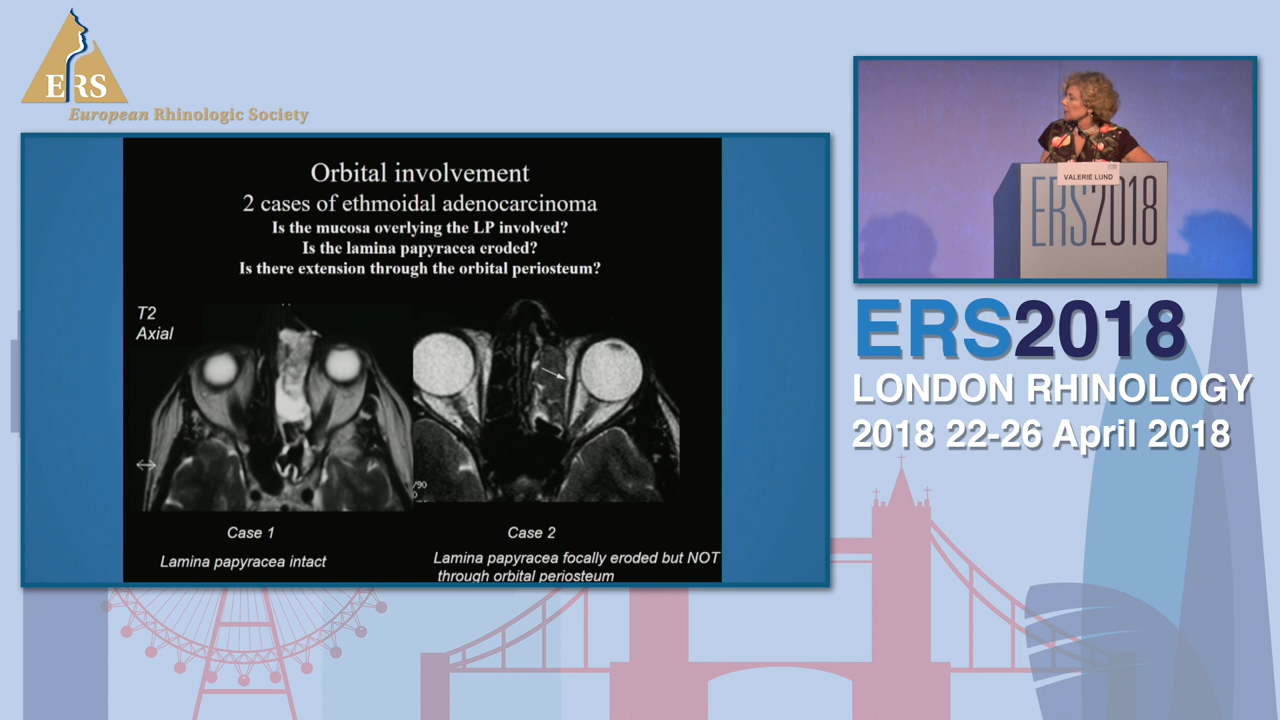 ERS
European Rhinologic Society
Orbital involvement
2 cases of ethmoidal adenocarcinoma
Is the mucosa overlying the LP involved?
Is the lamina papyracea eroded?
Is there extension through the orbital periosteum?
T2
Axial
/90
0
Case 1
Lamina papyracea intact
Case 2
Lamina papyracea focally eroded but NOT
through orbital periosteum
VALERIE LUND
ERS2018
ERS2018
LONDON RHINOLOGY
2018 22-26 April 2018